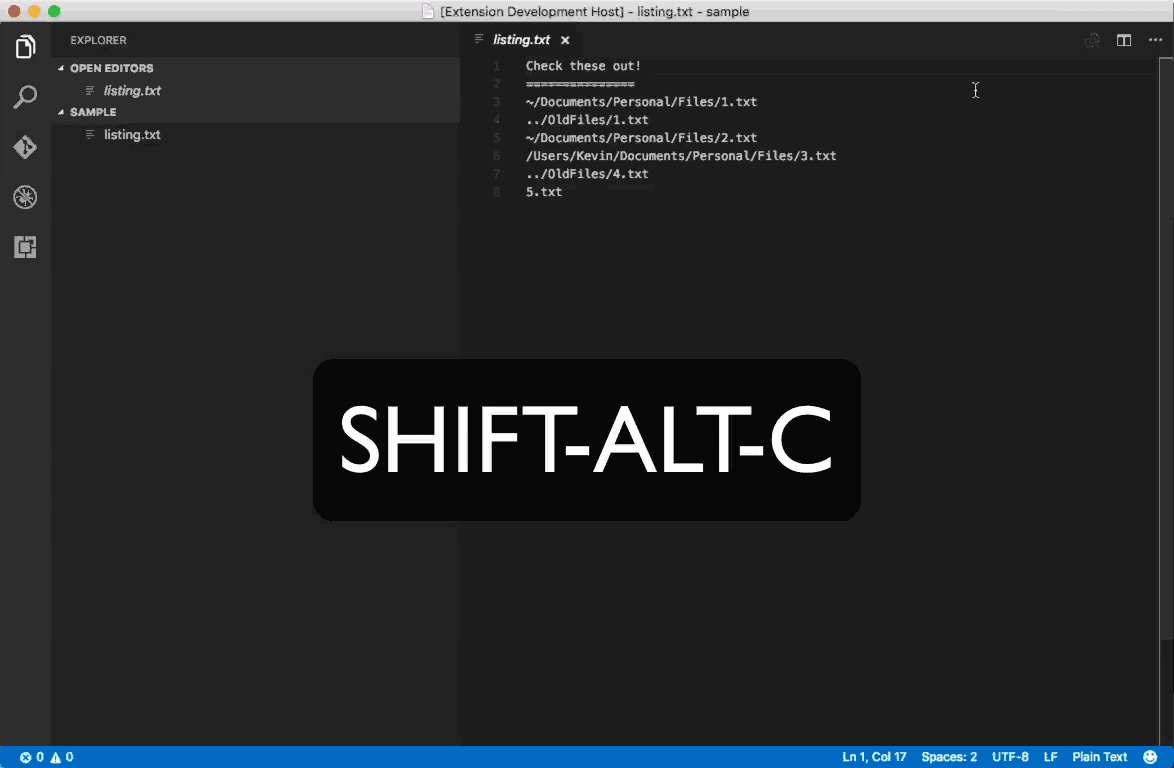 [Extension Development Host] - listing.txt - sample
EXPLORER
OPEN EDITORS
listing.txt
SAMPLE
listing.txt
listing.txt ×
1 Check these out!
2 ===============
3 ~/Documents/Personal/Files/1.txt
4 ../OldFiles/1.txt
5 ~/Documents/Personal/Files/2.txt
6 /Users/Kevin/Documents/Personal/Files/3.txt
7 ../OldFiles/4.txt
8 5.txt
SHIFT-ALT-C
0 0 Ln 1, Col 17 Spaces: 2 UTF-8 LF Plain Text